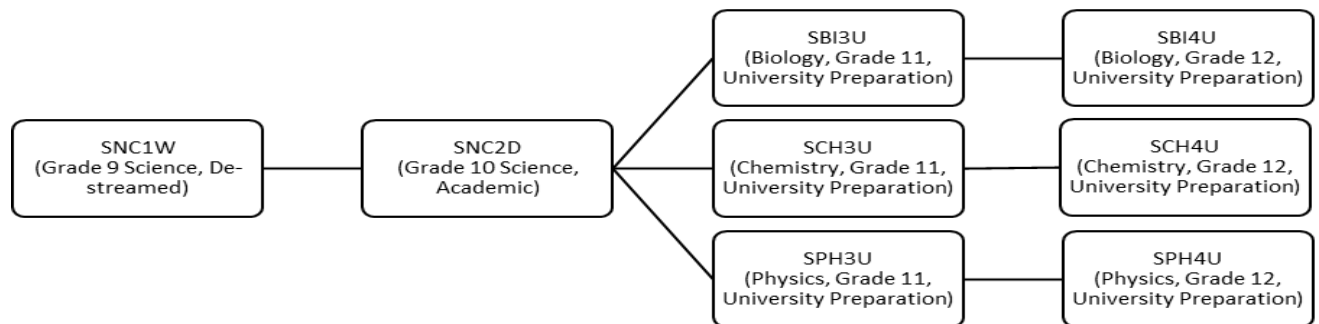 SNC1W
(Grade 9 Science, De-
streamed)
SNC2D
(Grade 10 Science,
Academic)
SBI3U
(Biology, Grade 11,
University Preparation)
SBI4U
(Biology, Grade 12,
University Preparation)
SCH3U
(Chemistry, Grade 11,
University Preparation)
SCH4U
(Chemistry, Grade 12,
University Preparation)
SPH3U
(Physics, Grade 11,
University Preparation)
SPH4U
(Physics, Grade 12,
University Preparation)